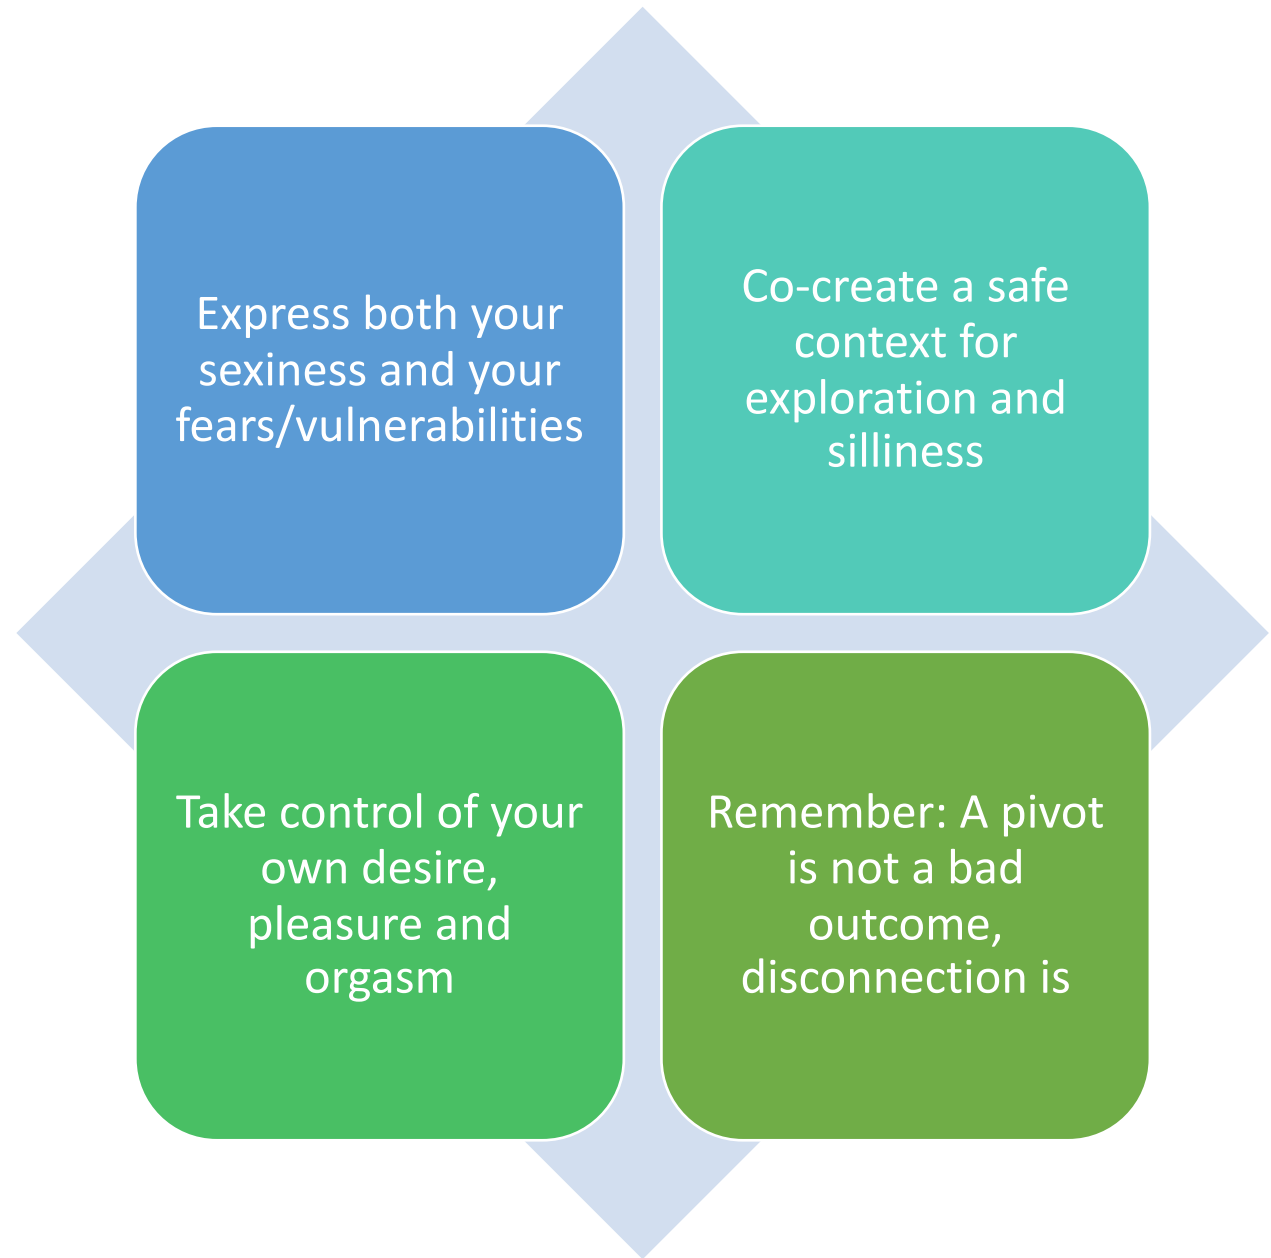 Express both your
sexiness and your
fears/vulnerabilities
Co-create a safe
context for
exploration and
silliness
Take control of your
own desire,
pleasure and
orgasm
Remember: A pivot
is not a bad
outcome,
disconnection is